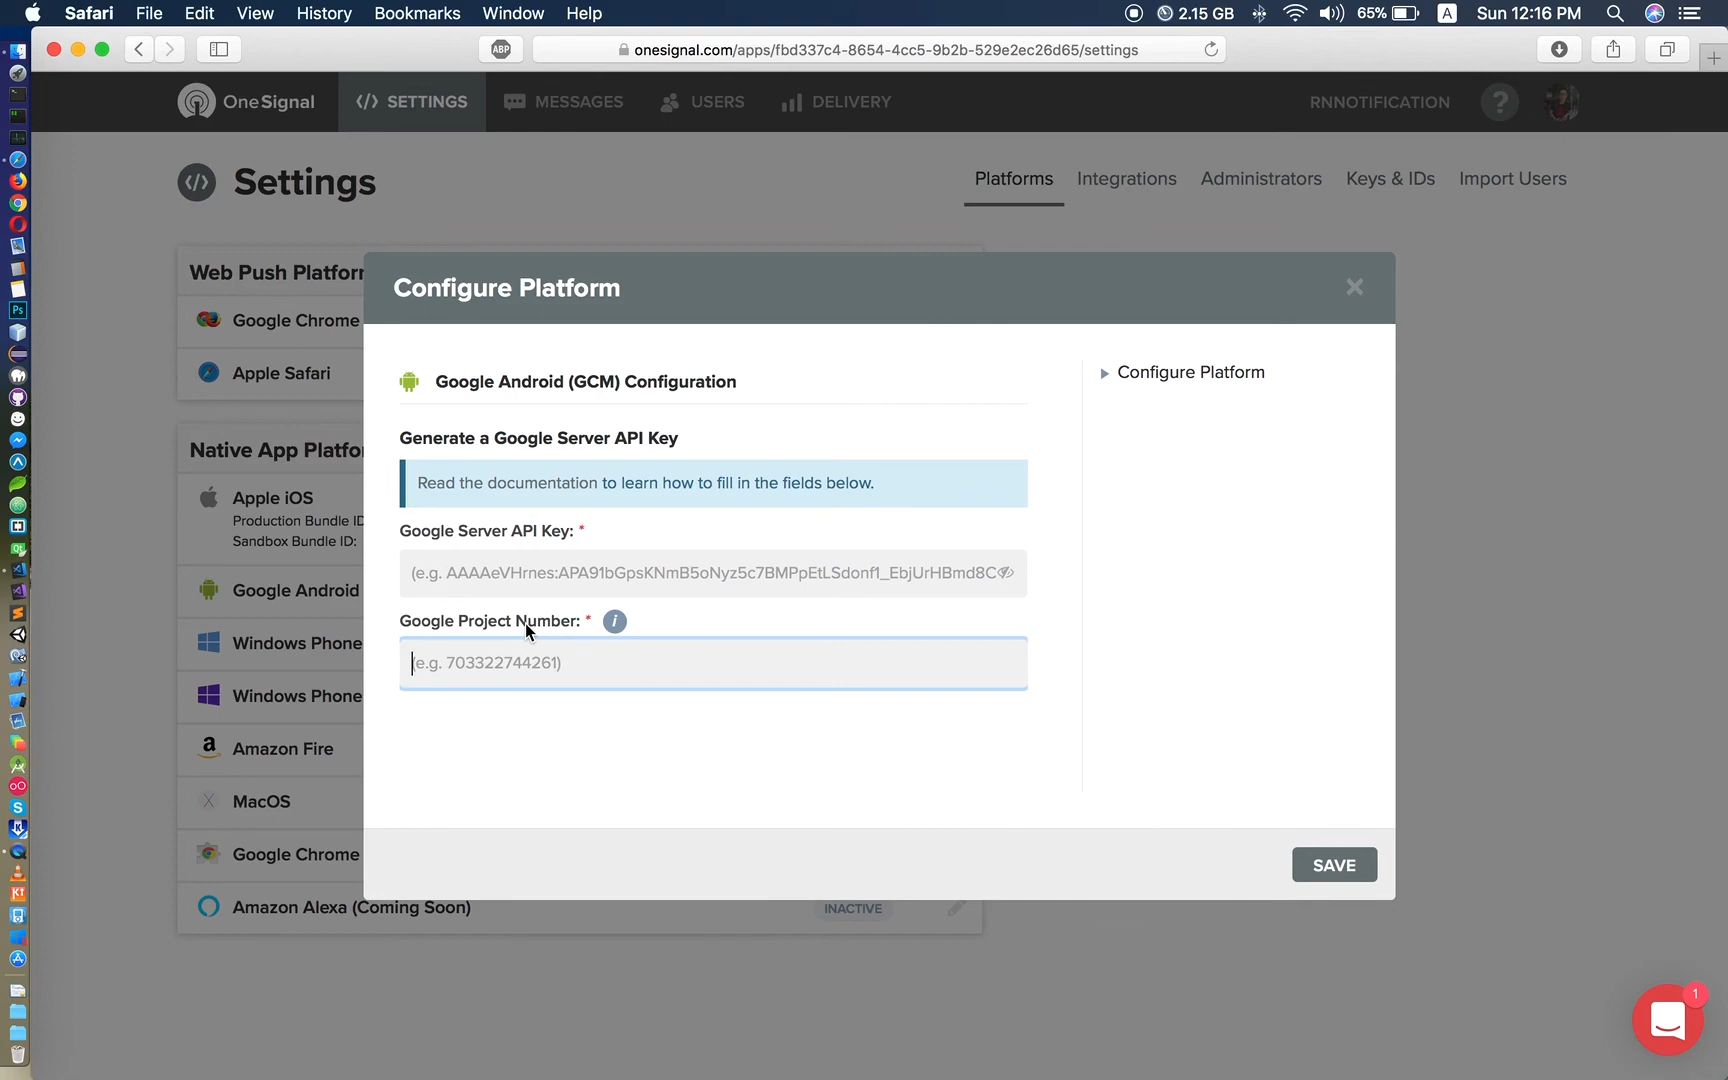 Safari File Edit View History Bookmarks Window Help 2.15 GB 65% A Sun 12:16 PM
ABP onesignal.com/apps/fbd337c4-8654-4cc5-9b2b-529e2ec26d65/settings
OneSignal </> SETTINGS MESSAGES USERS DELIVERY RNNOTIFICATION ?
</> Settings Platforms Integrations Administrators Keys & IDs Import Users
Web Push Platforr
Configure Platform ×
Google Chrome
Apple Safari
Google Android (GCM) Configuration
Configure Platform
Generate a Google Server API Key
Native App Platfo
Read the documentation to learn how to fill in the fields below.
Apple iOS
Production Bundle ID
Sandbox Bundle ID:
Google Server API Key: *
(e.g. AAAAeVHrnes:APA91bGpsKNmB5oNyz5c7BMPpEtLSdonf1_EbjUrHBmd8C
Google Android
Google Project Number: * i
Windows Phone
(e.g. 703322744261)
Windows Phone
Amazon Fire
MacOS
Google Chrome
SAVE
Amazon Alexa (Coming Soon) INACTIVE
1
Ps